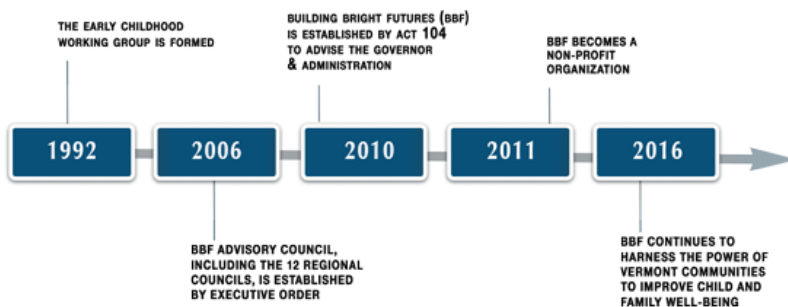 THE EARLY CHILDHOOD
WORKING GROUP IS FORMED
BUILDING BRIGHT FUTURES (BBF)
IS ESTABLISHED BY ACT 104
TO ADVISE THE GOVERNOR
& ADMINISTRATION
BBF BECOMES A
NON-PROFIT
ORGANIZATION
1992
2006
2010
2011
2016
BBF ADVISORY COUNCIL,
INCLUDING THE 12 REGIONAL
COUNCILS, IS ESTABLISHED
BY EXECUTIVE ORDER
BBF CONTINUES TO
HARNESS THE POWER OF
VERMONT COMMUNITIES
TO IMPROVE CHILD AND
FAMILY WELL-BEING